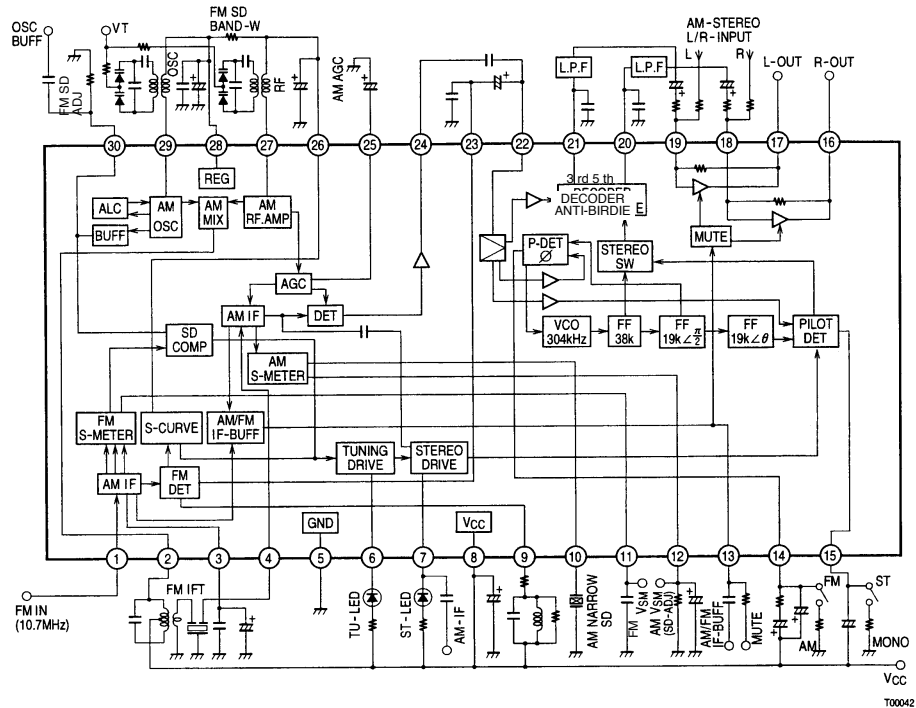 OSC
BUFF
VT
FM SD
BAND-W
AM-STEREO
L/R-INPUT
L
R
L-OUT
R-OUT
FM SD
ADJ
OSC
RF
AM AGC
L.P.F
L.P.F
30
29
28
27
26
25
24
23
22
21
20
19
18
17
16
REG
3 rd 5 th
DECODER
ANTI-BIRDIE
ALC
AM
OSC
AM
MIX
AM
RF.AMP
BUFF
MUTE
P-DET
Ø
STEREO
SW
AGC
AM IF
DET
VCO
304kHz
FF
38k
FF
19k∠π/2
FF
19k∠θ
PILOT
DET
SD
COMP
AM
S-METER
FM
S-METER
S-CURVE
AM/FM
IF-BUFF
TUNING
DRIVE
STEREO
DRIVE
AM IF
FM
DET
GND
VCC
1
2
3
4
5
6
7
8
9
10
11
12
13
14
15
FM IN
(10.7MHz)
FM IFT
TU-LED
ST-LED
AM-IF
AM NARROW
SD
FM VSM
AM VSM
(SD-ADJ)
AM/FM
IF-BUFF
MUTE
FM
AM
ST
MONO
VCC
T00042